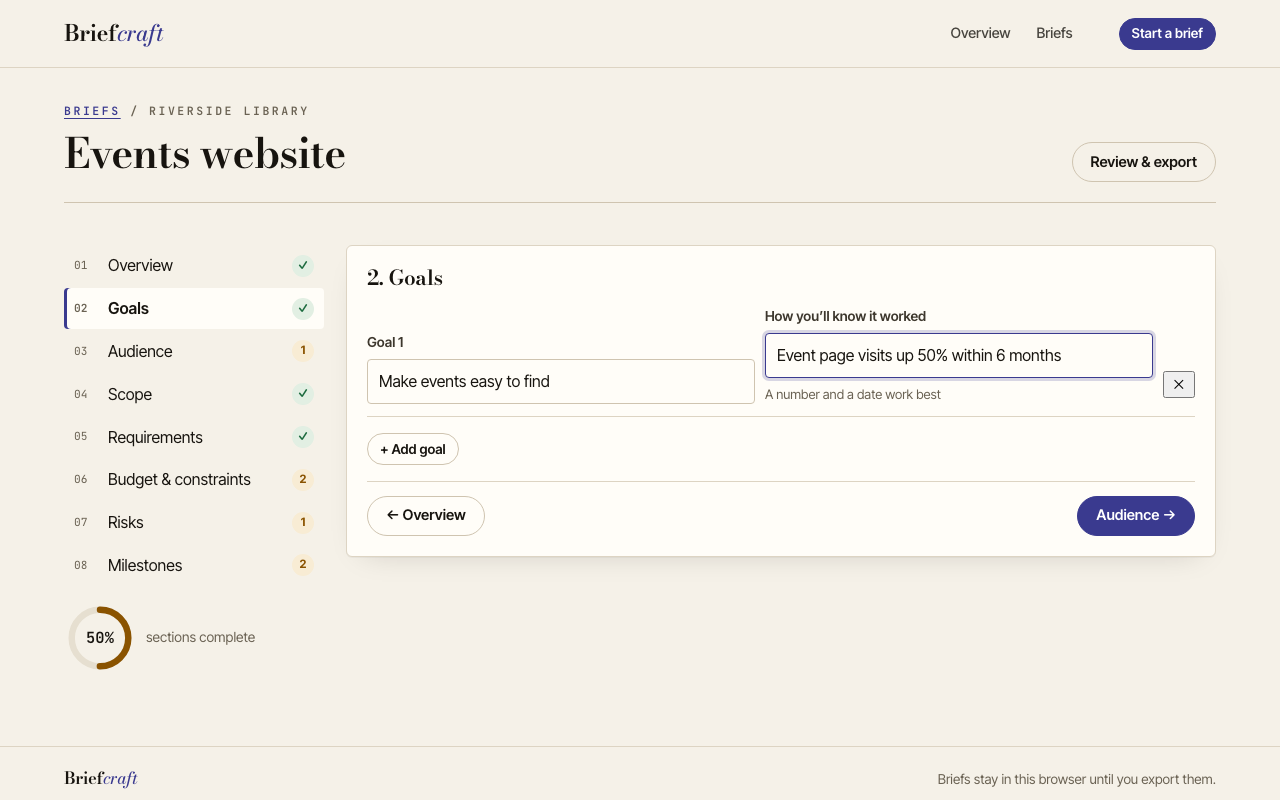 Briefcraft
Overview
Briefs
Start a brief
BRIEFS / RIVERSIDE LIBRARY
Events website
Review & export
01 Overview
02 Goals
03 Audience 1
04 Scope
05 Requirements
06 Budget & constraints 2
07 Risks 1
08 Milestones 2
50% sections complete
2. Goals
Goal 1
Make events easy to find
How you’ll know it worked
Event page visits up 50% within 6 months
A number and a date work best
+ Add goal
← Overview
Audience →
Briefcraft
Briefs stay in this browser until you export them.